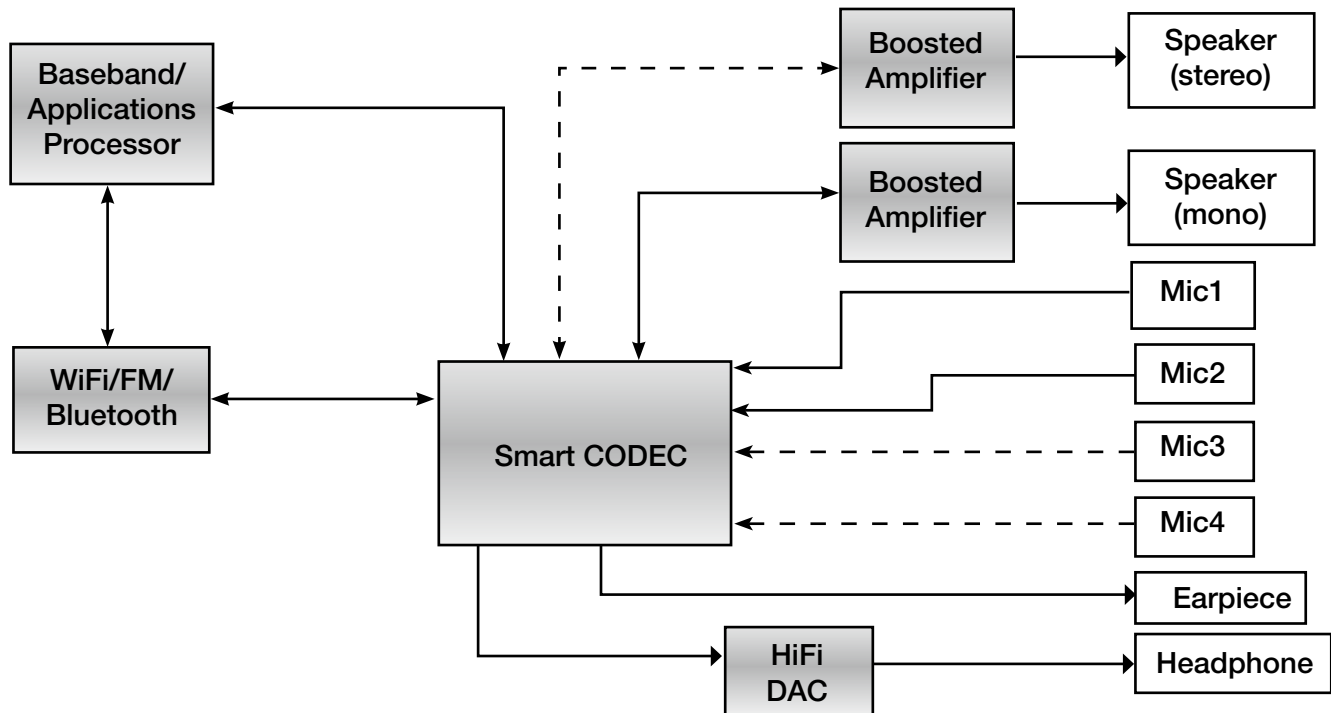 Baseband/
Applications
Processor
WiFi/FM/
Bluetooth
Smart CODEC
Boosted
Amplifier
Speaker
(stereo)
Boosted
Amplifier
Speaker
(mono)
Mic1
Mic2
Mic3
Mic4
Earpiece
HiFi
DAC
Headphone